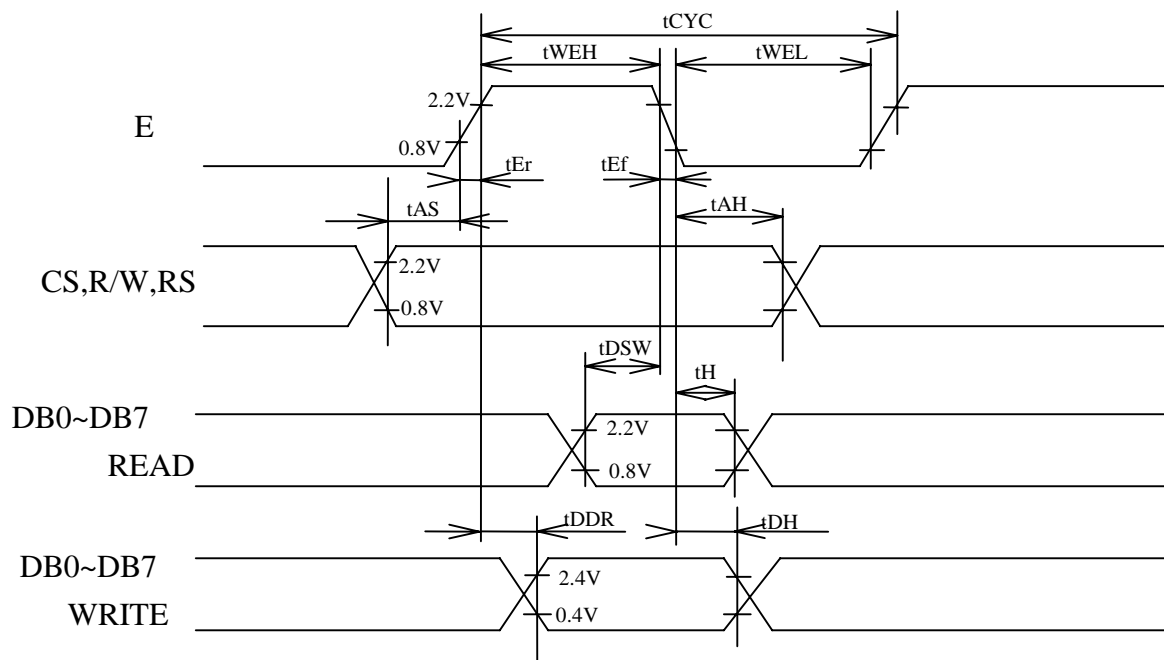 tCYC
tWEH
tWEL
2.2V
E
0.8V
tEr
tEf
tAS
tAH
2.2V
CS,R/W,RS
0.8V
tDSW
tH
DB0~DB7
2.2V
READ
0.8V
tDDR
tDH
DB0~DB7
2.4V
WRITE
0.4V